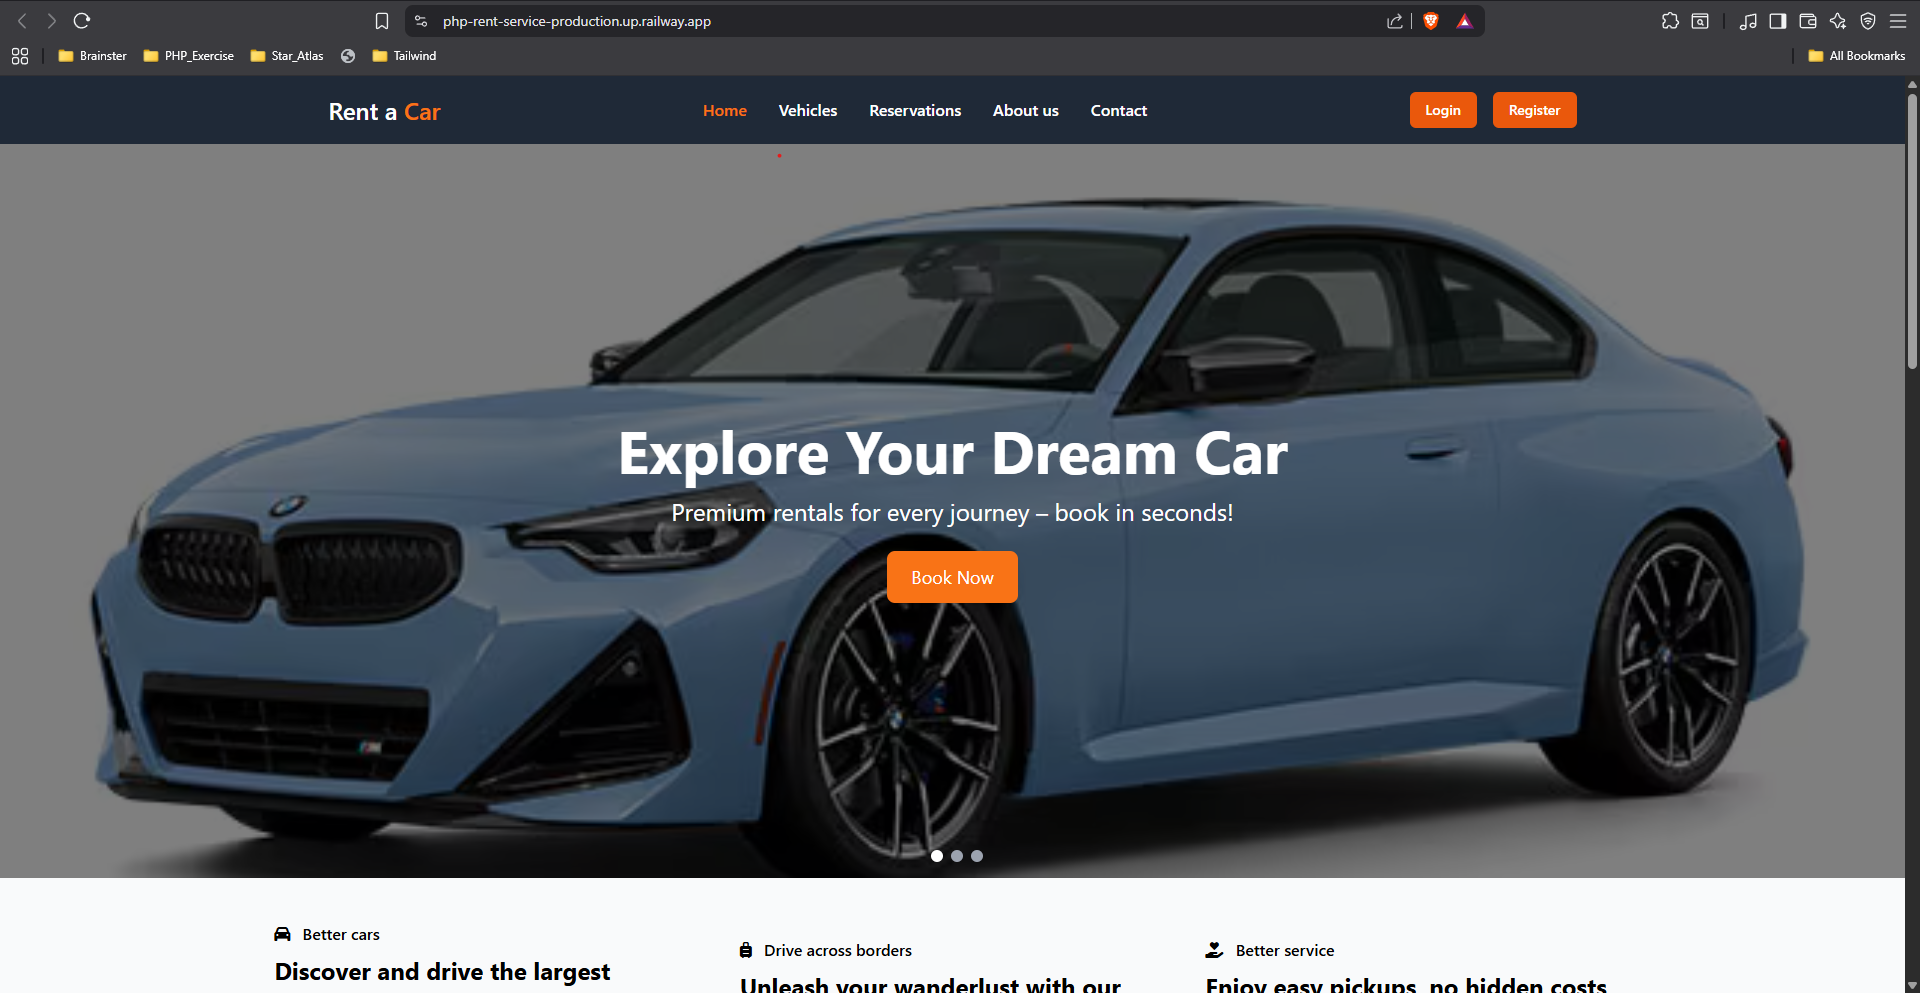 php-rent-service-production.up.railway.app
Brainster PHP_Exercise Star_Atlas Tailwind All Bookmarks
Rent a Car Home Vehicles Reservations About us Contact Login Register
Explore Your Dream Car
Premium rentals for every journey – book in seconds!
Book Now
Better cars
Discover and drive the largest
Drive across borders
Unleash your wanderlust with our
Better service
Enjoy easy pickups, no hidden costs